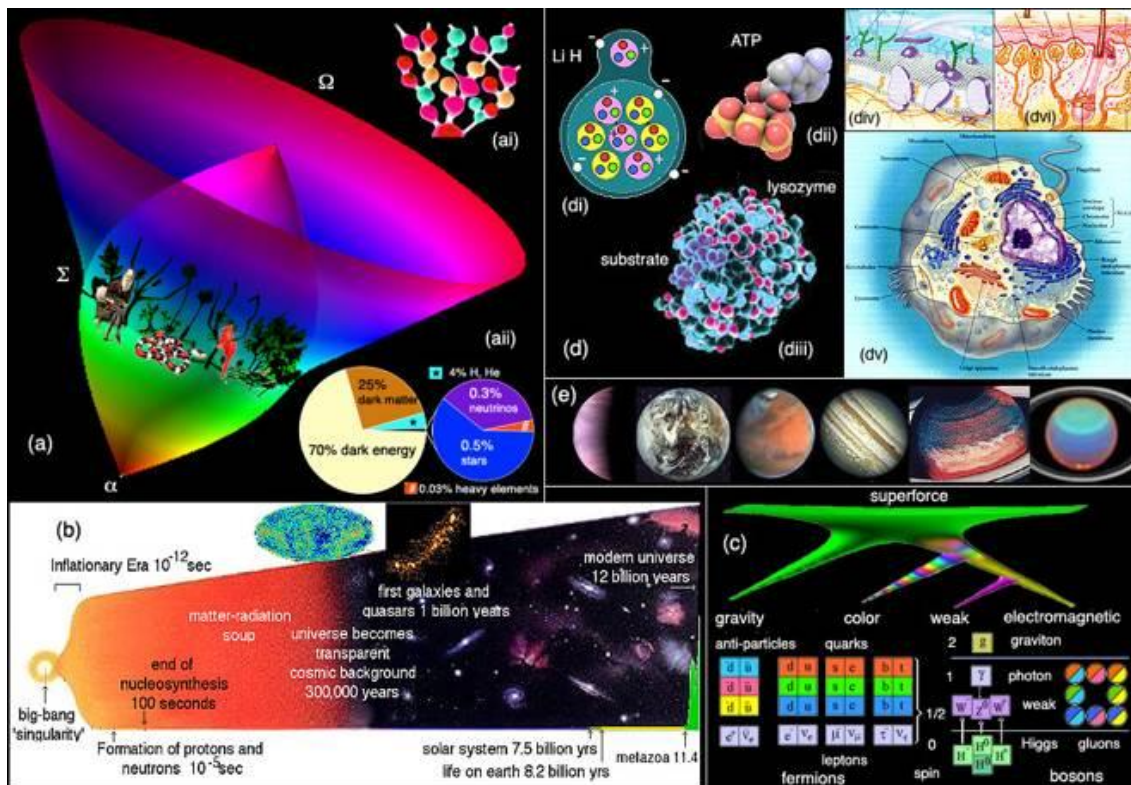 Ω
(ai)
Σ
(aii)
(a)
α
4% H, He
25%
dark matter
70% dark energy
0.3%
neutrinos
0.5%
stars
0.03% heavy elements
Li H
(di)
ATP
(dii)
lysozyme
substrate
(d)
(diii)
(div)
(dvi)
Mitochondrion
Flagellum
(dv)
(e)
(b)
Inflationary Era 10⁻¹²sec
matter-radiation
soup
end of
nucleosynthesis
100 seconds
big-bang
'singularity'
Formation of protons and
neutrons 10⁻⁵sec
universe becomes
transparent
cosmic background
300,000 years
first galaxies and
quasars 1 billion years
modern universe
12 billion years
solar system 7.5 billion yrs
life on earth 8.2 billion yrs
metazoa 11.4
superforce
(c)
gravity color weak electromagnetic
anti-particles quarks
d u s c b t
d u s c b t
d u s c b t
leptons
fermions
2 g graviton
1 γ photon
W⁻ Z⁰ W⁺ weak
1/2
0 Higgs gluons
spin bosons